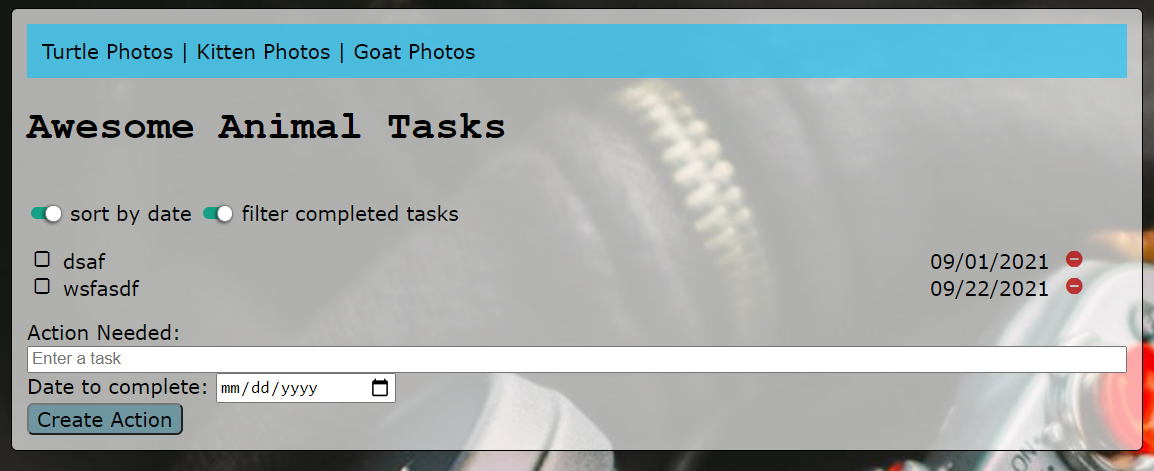 Turtle Photos | Kitten Photos | Goat Photos
Awesome Animal Tasks
sort by date filter completed tasks
dsaf 09/01/2021
wsfasdf 09/22/2021
Action Needed:
Enter a task
Date to complete: mm/dd/yyyy
Create Action
ON